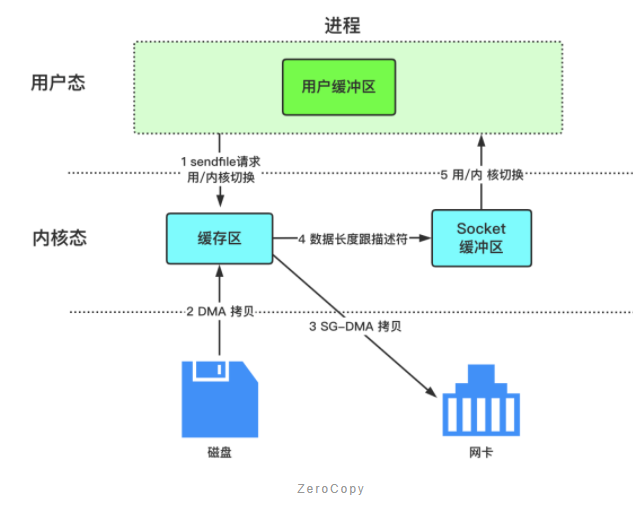 进程
用户态
用户缓冲区
1 sendfile请求
用/内核切换
5 用/内 核切换
内核态
缓存区
4 数据长度跟描述符
Socket
缓冲区
2 DMA 拷贝
3 SG-DMA 拷贝
磁盘
网卡
ZeroCopy